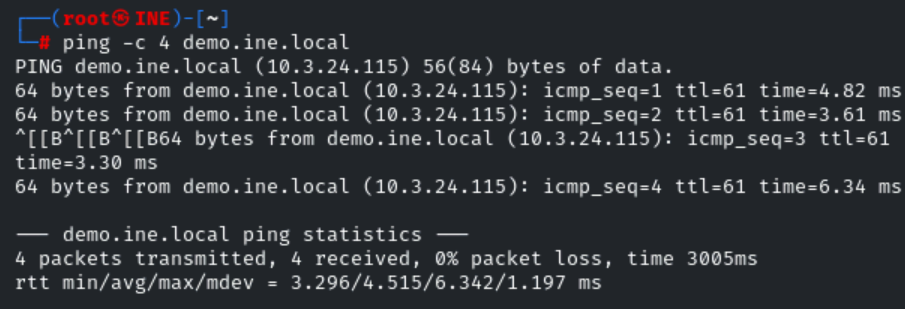 ┌──(root㉿INE)-[~]
└─# ping -c 4 demo.ine.local
PING demo.ine.local (10.3.24.115) 56(84) bytes of data.
64 bytes from demo.ine.local (10.3.24.115): icmp_seq=1 ttl=61 time=4.82 ms
64 bytes from demo.ine.local (10.3.24.115): icmp_seq=2 ttl=61 time=3.61 ms
^[[B^[[B^[[B64 bytes from demo.ine.local (10.3.24.115): icmp_seq=3 ttl=61
time=3.30 ms
64 bytes from demo.ine.local (10.3.24.115): icmp_seq=4 ttl=61 time=6.34 ms

--- demo.ine.local ping statistics ---
4 packets transmitted, 4 received, 0% packet loss, time 3005ms
rtt min/avg/max/mdev = 3.296/4.515/6.342/1.197 ms